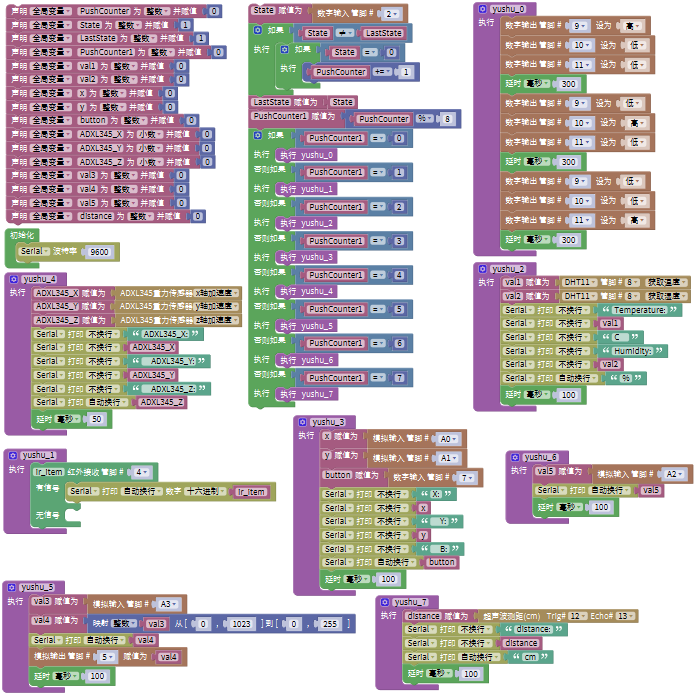 声明 全局变量 PushCounter 为 整数 并赋值 0
声明 全局变量 State 为 整数 并赋值 1
声明 全局变量 LastState 为 整数 并赋值 1
声明 全局变量 PushCounter1 为 整数 并赋值 0
声明 全局变量 val1 为 整数 并赋值 0
声明 全局变量 val2 为 整数 并赋值 0
声明 全局变量 x 为 整数 并赋值 0
声明 全局变量 y 为 整数 并赋值 0
声明 全局变量 button 为 整数 并赋值 0
声明 全局变量 ADXL345_X 为 小数 并赋值 0
声明 全局变量 ADXL345_Y 为 小数 并赋值 0
声明 全局变量 ADXL345_Z 为 小数 并赋值 0
声明 全局变量 val3 为 整数 并赋值 0
声明 全局变量 val4 为 整数 并赋值 0
声明 全局变量 val5 为 整数 并赋值 0
声明 全局变量 distance 为 整数 并赋值 0
初始化
Serial 波特率 9600
yushu_4
执行 ADXL345_X 赋值为 ADXL345重力传感器x轴加速度
ADXL345_Y 赋值为 ADXL345重力传感器y轴加速度
ADXL345_Z 赋值为 ADXL345重力传感器z轴加速度
Serial 打印 不换行 “ ADXL345_X: ”
Serial 打印 不换行 ADXL345_X
Serial 打印 不换行 “ ADXL345_Y: ”
Serial 打印 不换行 ADXL345_Y
Serial 打印 不换行 “ ADXL345_Z: ”
Serial 打印 自动换行 ADXL345_Z
延时 毫秒 50
yushu_1
执行 ir_item 红外接收 管脚 # 4
有信号 Serial 打印 自动换行 数字 十六进制 ir_item
无信号
yushu_5
执行 val3 赋值为 模拟输入 管脚 # A3
val4 赋值为 映射 整数 val3 从 [ 0 , 1023 ] 到 [ 0 , 255 ]
Serial 打印 自动换行 val4
模拟输出 管脚 # 5 赋值为 val4
延时 毫秒 100
State 赋值为 数字输入 管脚 # 2
如果 State ≠ LastState
执行 如果 State = 0
执行 PushCounter += 1
LastState 赋值为 State
PushCounter1 赋值为 PushCounter % 8
如果 PushCounter1 = 0
执行 执行 yushu_0
否则如果 PushCounter1 = 1
执行 执行 yushu_1
否则如果 PushCounter1 = 2
执行 执行 yushu_2
否则如果 PushCounter1 = 3
执行 执行 yushu_3
否则如果 PushCounter1 = 4
执行 执行 yushu_4
否则如果 PushCounter1 = 5
执行 执行 yushu_5
否则如果 PushCounter1 = 6
执行 执行 yushu_6
否则如果 PushCounter1 = 7
执行 执行 yushu_7
yushu_3
执行 x 赋值为 模拟输入 管脚 # A0
y 赋值为 模拟输入 管脚 # A1
button 赋值为 数字输入 管脚 # 7
Serial 打印 不换行 “ X: ”
Serial 打印 不换行 x
Serial 打印 不换行 “ Y: ”
Serial 打印 不换行 y
Serial 打印 不换行 “ B: ”
Serial 打印 自动换行 button
延时 毫秒 100
yushu_0
执行 数字输出 管脚 # 9 设为 高
数字输出 管脚 # 10 设为 低
数字输出 管脚 # 11 设为 低
延时 毫秒 300
数字输出 管脚 # 9 设为 低
数字输出 管脚 # 10 设为 高
数字输出 管脚 # 11 设为 低
延时 毫秒 300
数字输出 管脚 # 9 设为 低
数字输出 管脚 # 10 设为 低
数字输出 管脚 # 11 设为 高
延时 毫秒 300
yushu_2
执行 val1 赋值为 DHT11 管脚 # 8 获取温度
val2 赋值为 DHT11 管脚 # 8 获取湿度
Serial 打印 不换行 “ Temperature: ”
Serial 打印 不换行 val1
Serial 打印 不换行 “ C ”
Serial 打印 不换行 “ Humidity: ”
Serial 打印 不换行 val2
Serial 打印 自动换行 “ % ”
延时 毫秒 100
yushu_6
执行 val5 赋值为 模拟输入 管脚 # A2
Serial 打印 自动换行 val5
延时 毫秒 100
yushu_7
执行 distance 赋值为 超声波测距(cm) Trig# 12 Echo# 13
Serial 打印 不换行 “ distance: ”
Serial 打印 不换行 distance
Serial 打印 自动换行 “ cm ”
延时 毫秒 100